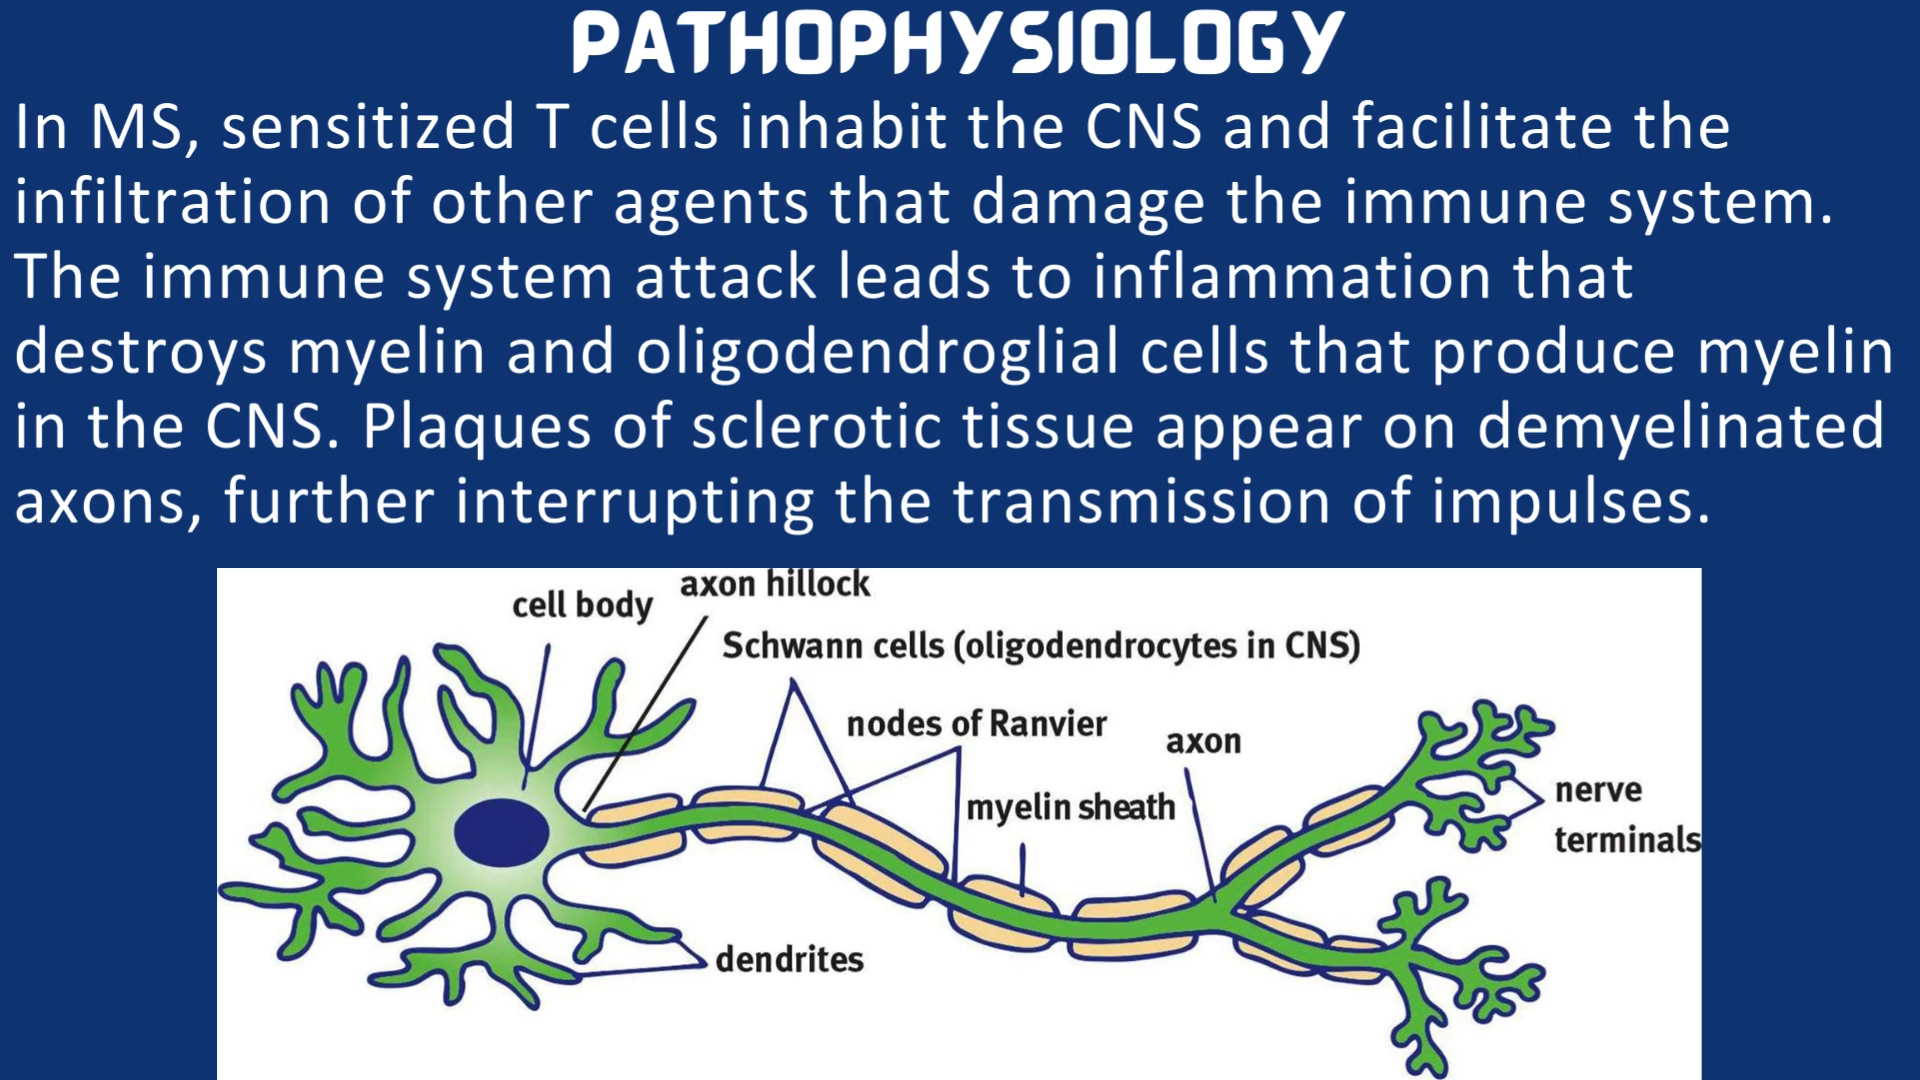 PATHOPHYSIOLOGY
In MS, sensitized T cells inhabit the CNS and facilitate the
infiltration of other agents that damage the immune system.
The immune system attack leads to inflammation that
destroys myelin and oligodendroglial cells that produce myelin
in the CNS. Plaques of sclerotic tissue appear on demyelinated
axons, further interrupting the transmission of impulses.
axon hillock
cell body
Schwann cells (oligodendrocytes in CNS)
nodes of Ranvier
axon
myelin sheath
nerve
terminals
dendrites